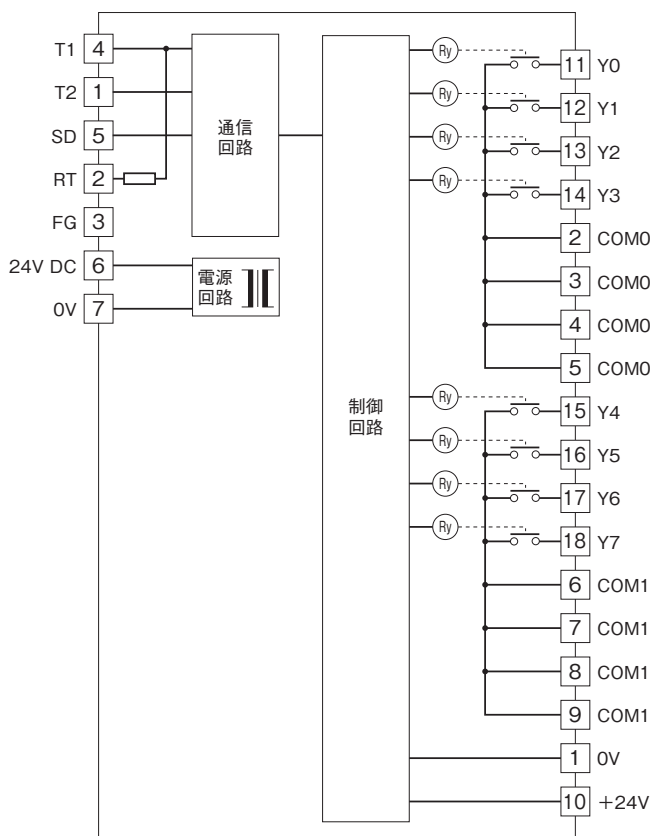 T1 4
T2 1
SD 5
RT 2
FG 3
24V DC 6
0V 7
通信
回路
電源
回路
制御
回路
Ry 11 Y0
Ry 12 Y1
Ry 13 Y2
Ry 14 Y3
2 COM0
3 COM0
4 COM0
5 COM0
Ry 15 Y4
Ry 16 Y5
Ry 17 Y6
Ry 18 Y7
6 COM1
7 COM1
8 COM1
9 COM1
1 0V
10 +24V